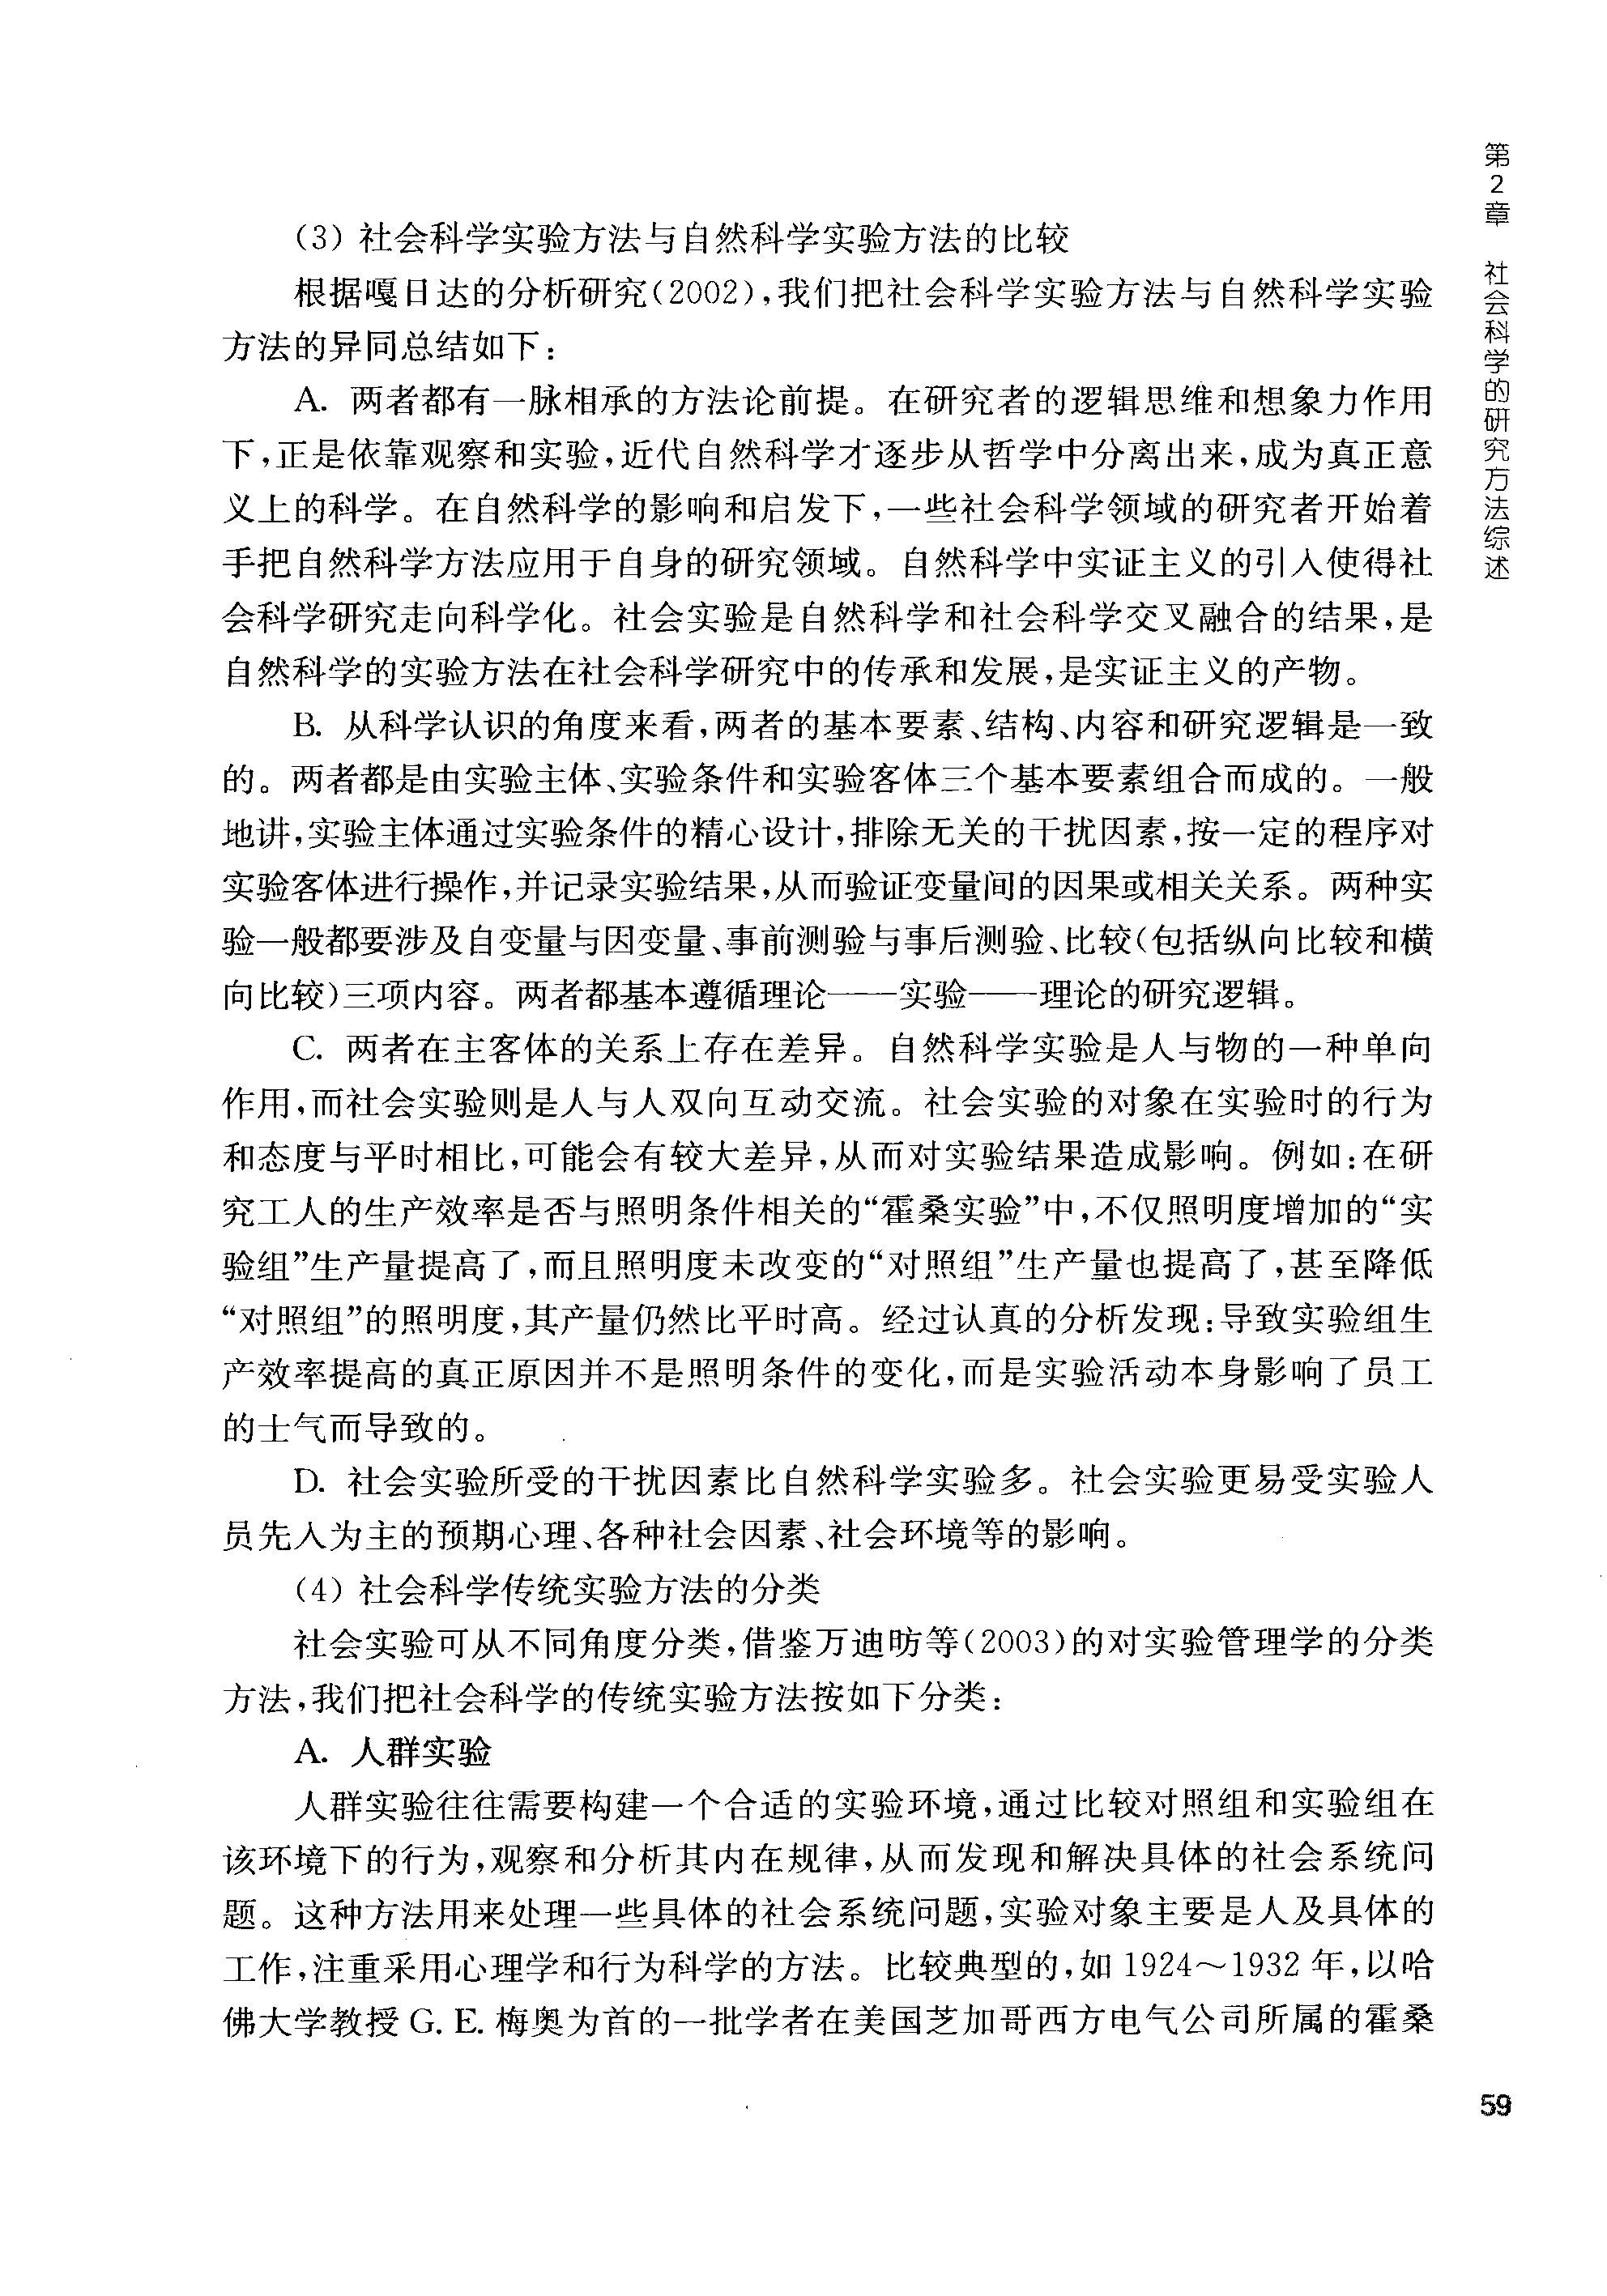 第2章 社会科学的研究方法综述
(3) 社会科学实验方法与自然科学实验方法的比较
根据嘎日达的分析研究(2002),我们把社会科学实验方法与自然科学实验
方法的异同总结如下:
A. 两者都有一脉相承的方法论前提。在研究者的逻辑思维和想象力作用
下,正是依靠观察和实验,近代自然科学才逐步从哲学中分离出来,成为真正意
义上的科学。在自然科学的影响和启发下,一些社会科学领域的研究者开始着
手把自然科学方法应用于自身的研究领域。自然科学中实证主义的引入使得社
会科学研究走向科学化。社会实验是自然科学和社会科学交叉融合的结果,是
自然科学的实验方法在社会科学研究中的传承和发展,是实证主义的产物。
B. 从科学认识的角度来看,两者的基本要素、结构、内容和研究逻辑是一致
的。两者都是由实验主体、实验条件和实验客体三个基本要素组合而成的。一般
地讲,实验主体通过实验条件的精心设计,排除无关的干扰因素,按一定的程序对
实验客体进行操作,并记录实验结果,从而验证变量间的因果或相关关系。两种实
验一般都要涉及自变量与因变量、事前测验与事后测验、比较(包括纵向比较和横
向比较)三项内容。两者都基本遵循理论——实验——理论的研究逻辑。
C. 两者在主客体的关系上存在差异。自然科学实验是人与物的一种单向
作用,而社会实验则是人与人双向互动交流。社会实验的对象在实验时的行为
和态度与平时相比,可能会有较大差异,从而对实验结果造成影响。例如:在研
究工人的生产效率是否与照明条件相关的“霍桑实验”中,不仅照明度增加的“实
验组”生产量提高了,而且照明度未改变的“对照组”生产量也提高了,甚至降低
“对照组”的照明度,其产量仍然比平时高。经过认真的分析发现:导致实验组生
产效率提高的真正原因并不是照明条件的变化,而是实验活动本身影响了员工
的士气而导致的。
D. 社会实验所受的干扰因素比自然科学实验多。社会实验更易受实验人
员先入为主的预期心理、各种社会因素、社会环境等的影响。
(4) 社会科学传统实验方法的分类
社会实验可从不同角度分类,借鉴万迪昉等(2003)的对实验管理学的分类
方法,我们把社会科学的传统实验方法按如下分类:
A. 人群实验
人群实验往往需要构建一个合适的实验环境,通过比较对照组和实验组在
该环境下的行为,观察和分析其内在规律,从而发现和解决具体的社会系统问
题。这种方法用来处理一些具体的社会系统问题,实验对象主要是人及具体的
工作,注重采用心理学和行为科学的方法。比较典型的,如 1924～1932 年,以哈
佛大学教授 G. E. 梅奥为首的一批学者在美国芝加哥西方电气公司所属的霍桑
59